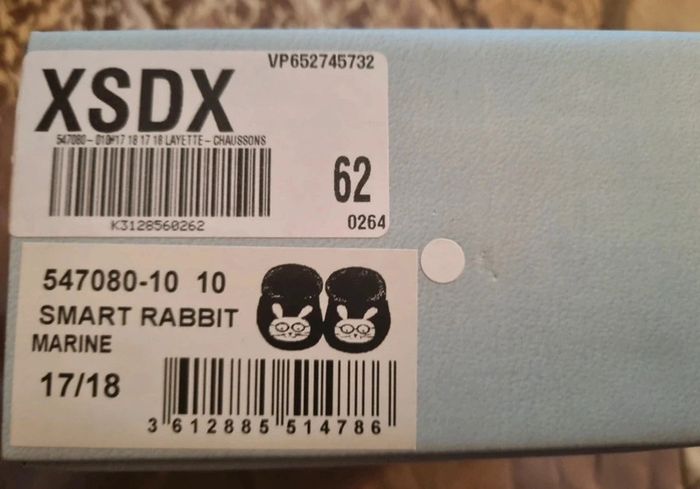 VP652745732
XSDX
547080-010#17 18 17 18 LAYETTE - CHAUSSONS
K3128560262
62
0264
547080-10 10
SMART RABBIT
MARINE
17/18
3 612885 514786